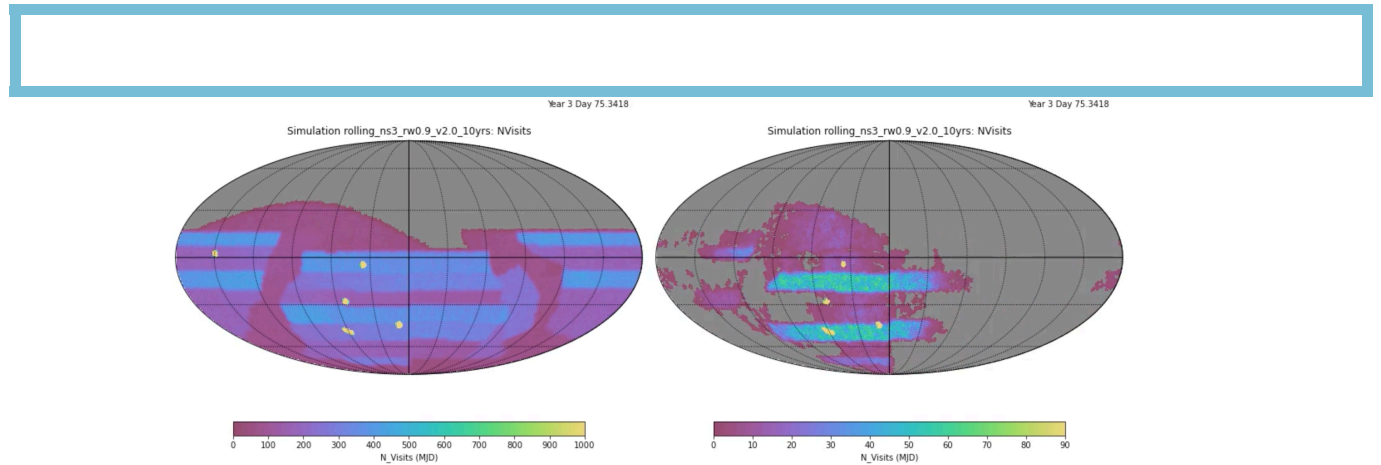 Year 3 Day 75.3418
Year 3 Day 75.3418
Simulation rolling_ns3_rw0.9_v2.0_10yrs: NVisits
Simulation rolling_ns3_rw0.9_v2.0_10yrs: NVisits
0 100 200 300 400 500 600 700 800 900 1000
N_Visits (MJD)
0 10 20 30 40 50 60 70 80 90
N_Visits (MJD)